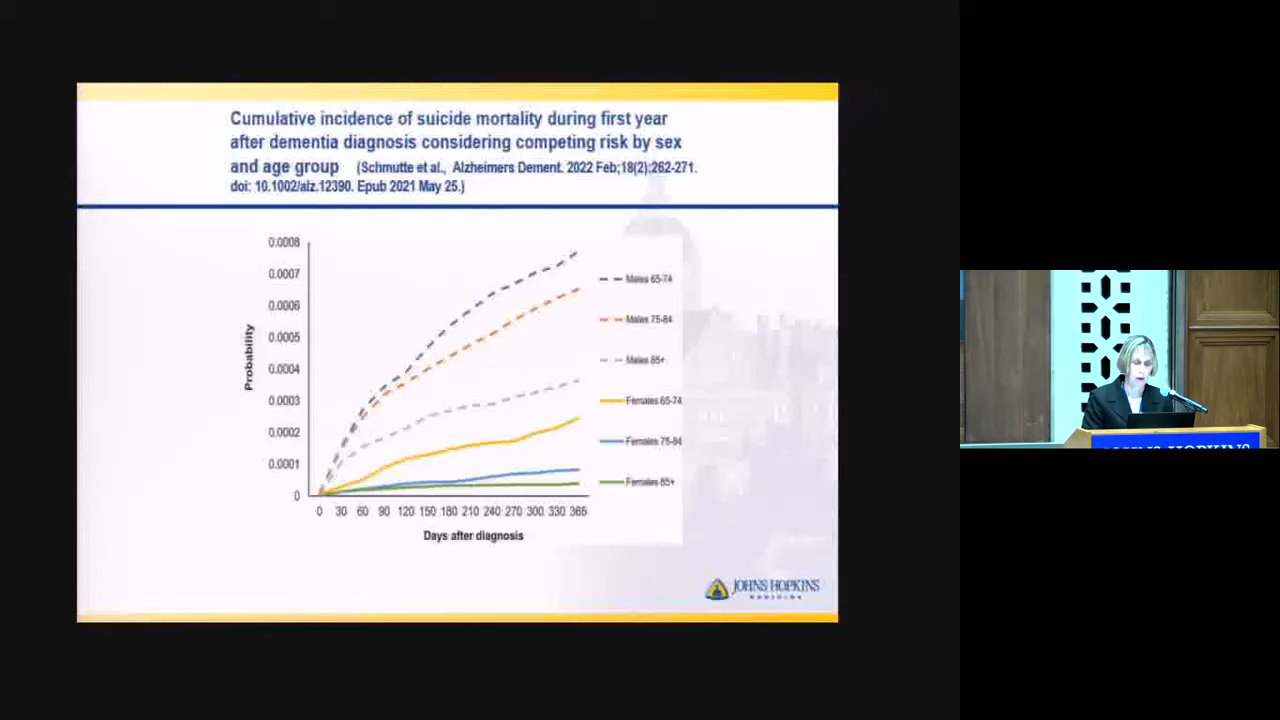 Cumulative incidence of suicide mortality during first year
after dementia diagnosis considering competing risk by sex
and age group (Schmutte et al., Alzheimers Dement. 2022 Feb;18(2):262-271.
doi: 10.1002/alz.12390. Epub 2021 May 25.)
0.0008
0.0007
0.0006
0.0005
0.0004
0.0003
0.0002
0.0001
0
Probability
0 30 60 90 120 150 180 210 240 270 300 330 365
Days after diagnosis
Males 65-74
Males 75-84
Males 85+
Females 65-74
Females 75-84
Females 85+
JOHNS HOPKINS
MEDICINE
JOHNS HOPKINS